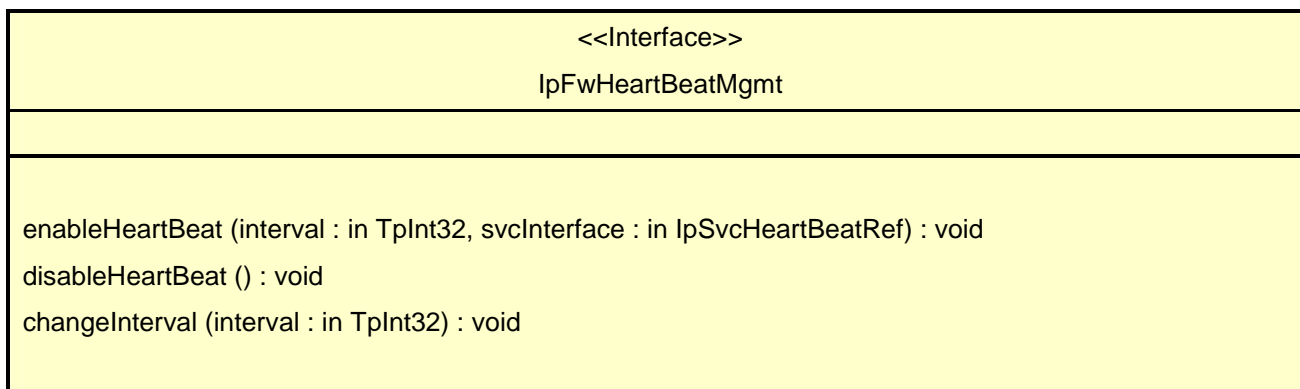 <<Interface>>
IpFwHeartBeatMgmt
enableHeartBeat (interval : in TpInt32, svcInterface : in IpSvcHeartBeatRef) : void
disableHeartBeat () : void
changeInterval (interval : in TpInt32) : void